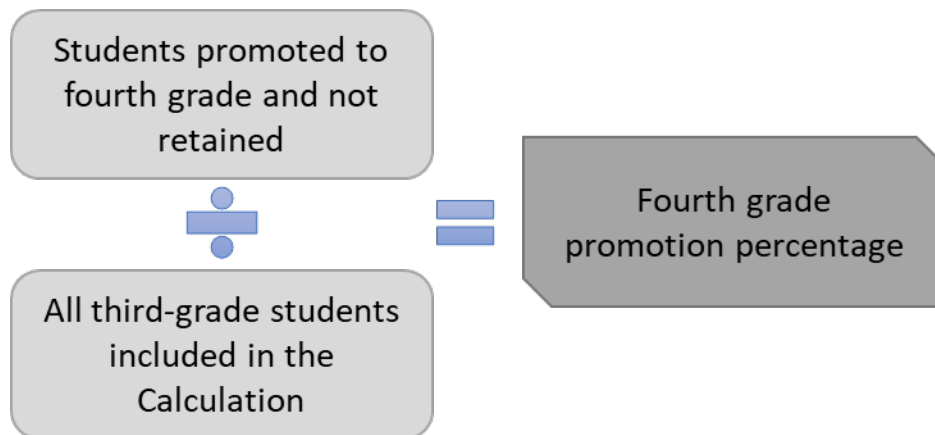 Students promoted to
fourth grade and not
retained
÷
=
Fourth grade
promotion percentage
All third-grade students
included in the
Calculation